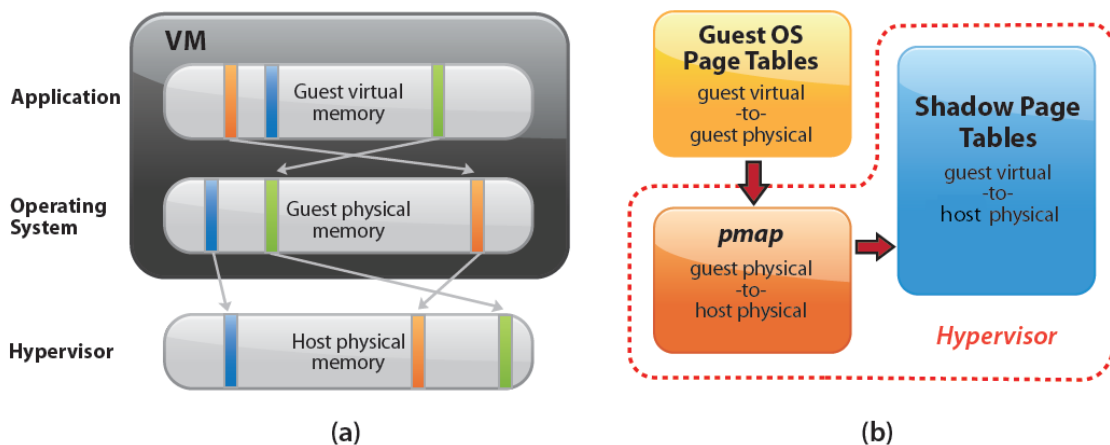 VM
Application
Guest virtual
memory
Operating
System
Guest physical
memory
Hypervisor
Host physical
memory
(a)
Guest OS
Page Tables
guest virtual
-to-
guest physical
pmap
guest physical
-to-
host physical
Shadow Page
Tables
guest virtual
-to-
host physical
Hypervisor
(b)